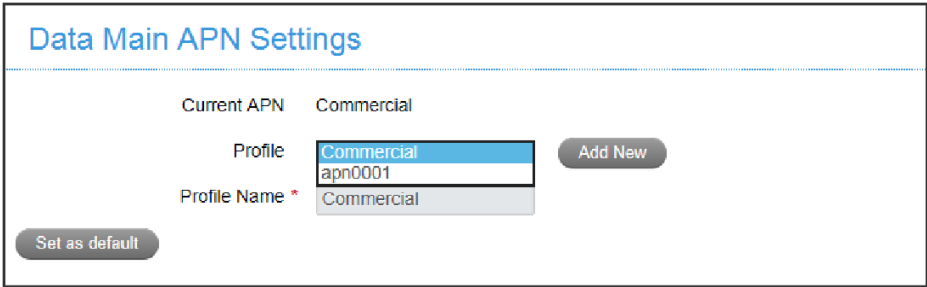 Data Main APN Settings
Current APN Commercial
Profile Commercial Add New
apn0001
Profile Name * Commercial
Set as default